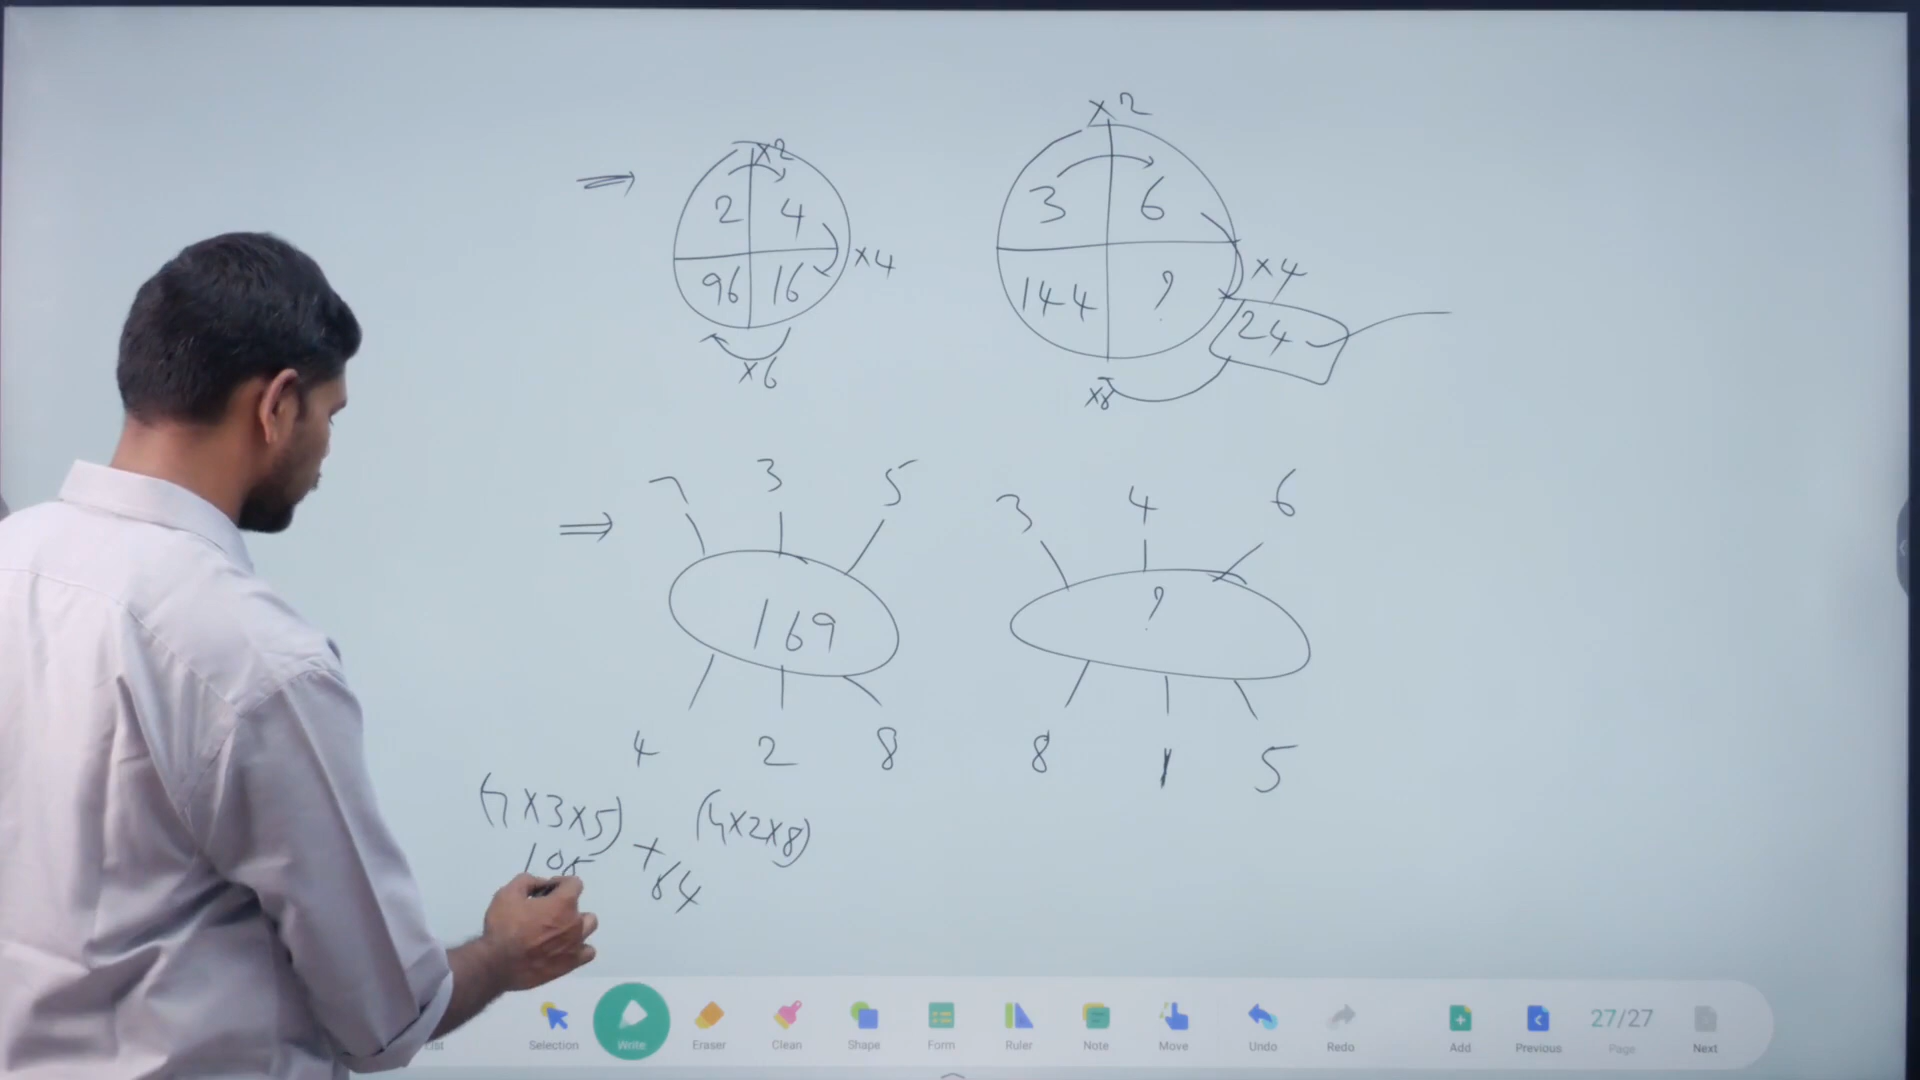 ×2
×2
2 4
3 6
×4
×4
96 16
144 ?
24
×6
7 3 5
3 4 6
169
?
4 2 8
8 1 5
(7×3×5) + (4×2×8)
105 64
Selection Write Eraser Clean Shape Form Ruler Note Move Undo Redo Add Previous 27/27 Page Next